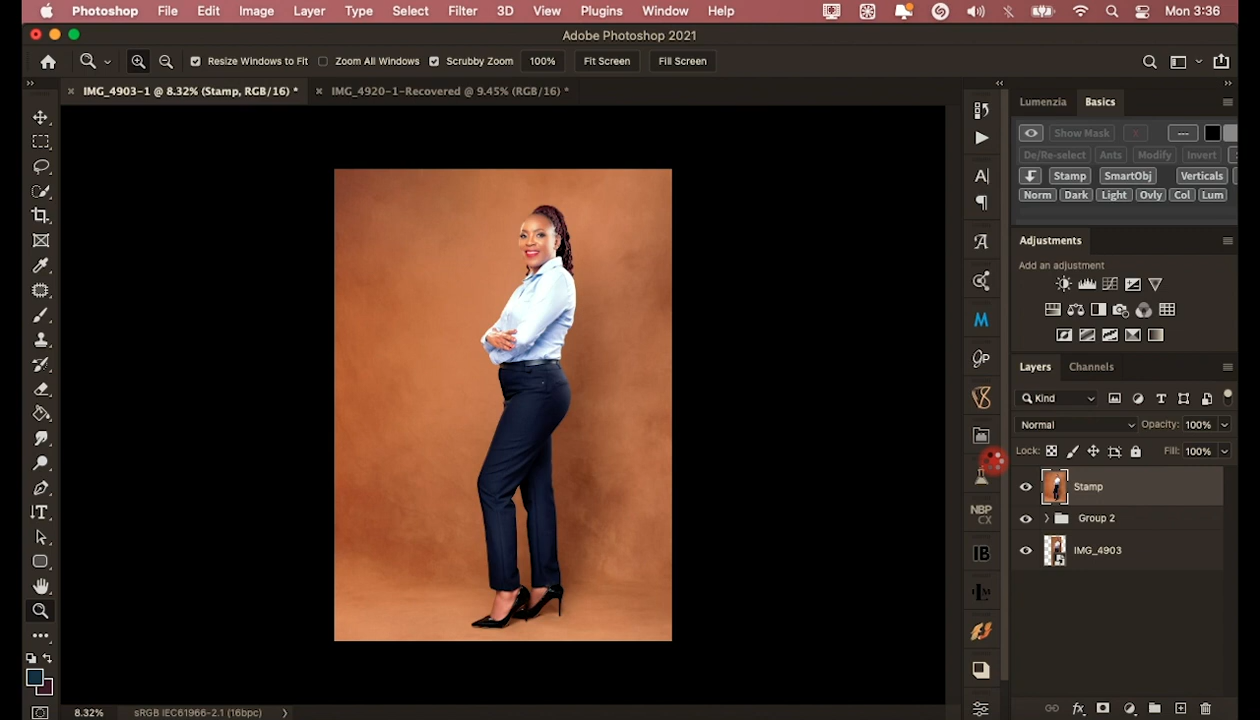 Photoshop File Edit Image Layer Type Select Filter 3D View Plugins Window Help Mon 3:36
Adobe Photoshop 2021
Resize Windows to Fit Zoom All Windows Scrubby Zoom 100% Fit Screen Fill Screen
× IMG_4903-1 @ 8.32% (Stamp, RGB/16) * × IMG_4920-1-Recovered @ 9.45% (RGB/16) *
Lumenzia Basics
Show Mask X ---
De/Re-select Ants Modify Invert
Stamp SmartObj Verticals
Norm Dark Light Ovly Col Lum
Adjustments
Add an adjustment
Layers Channels
Kind
Normal Opacity: 100%
Lock: Fill: 100%
Stamp
Group 2
IMG_4903
NBP
CX
IB
8.32% sRGB IEC61966-2.1 (16bpc)